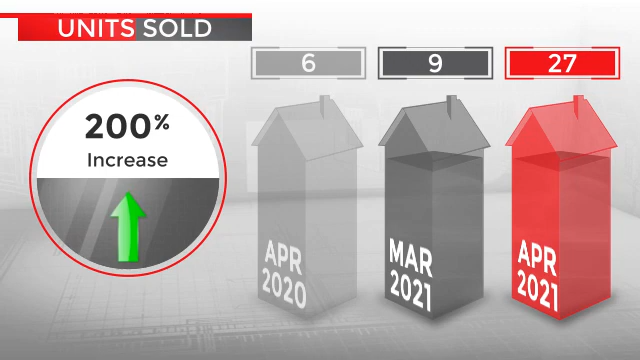 UNITS SOLD
6
9
27
200%
Increase
APR
2020
MAR
2021
APR
2021